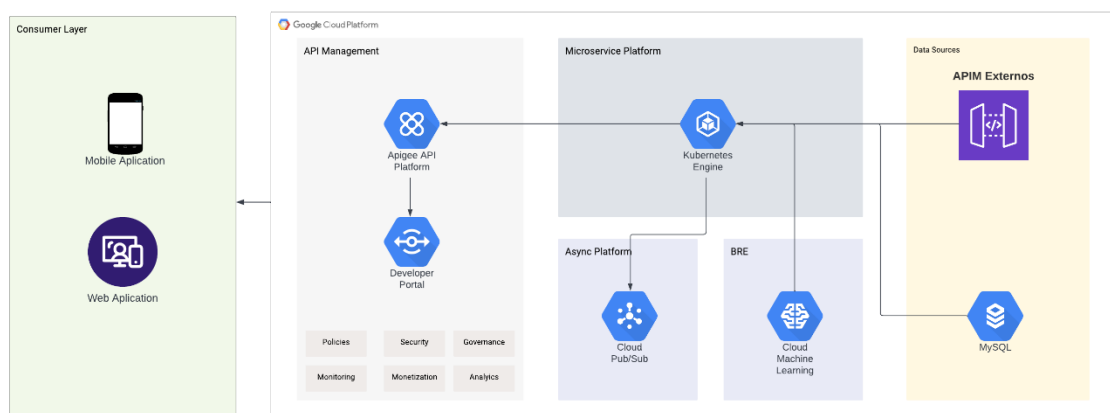 Consumer Layer
Mobile Aplication
Web Aplication
Google Cloud Platform
API Management
Apigee API
Platform
Developer
Portal
Policies
Security
Governance
Monitoring
Monetization
Analyics
Microservice Platform
Kubernetes
Engine
Async Platform
Cloud
Pub/Sub
BRE
Cloud
Machine
Learning
Data Sources
APIM Externos
MySQL